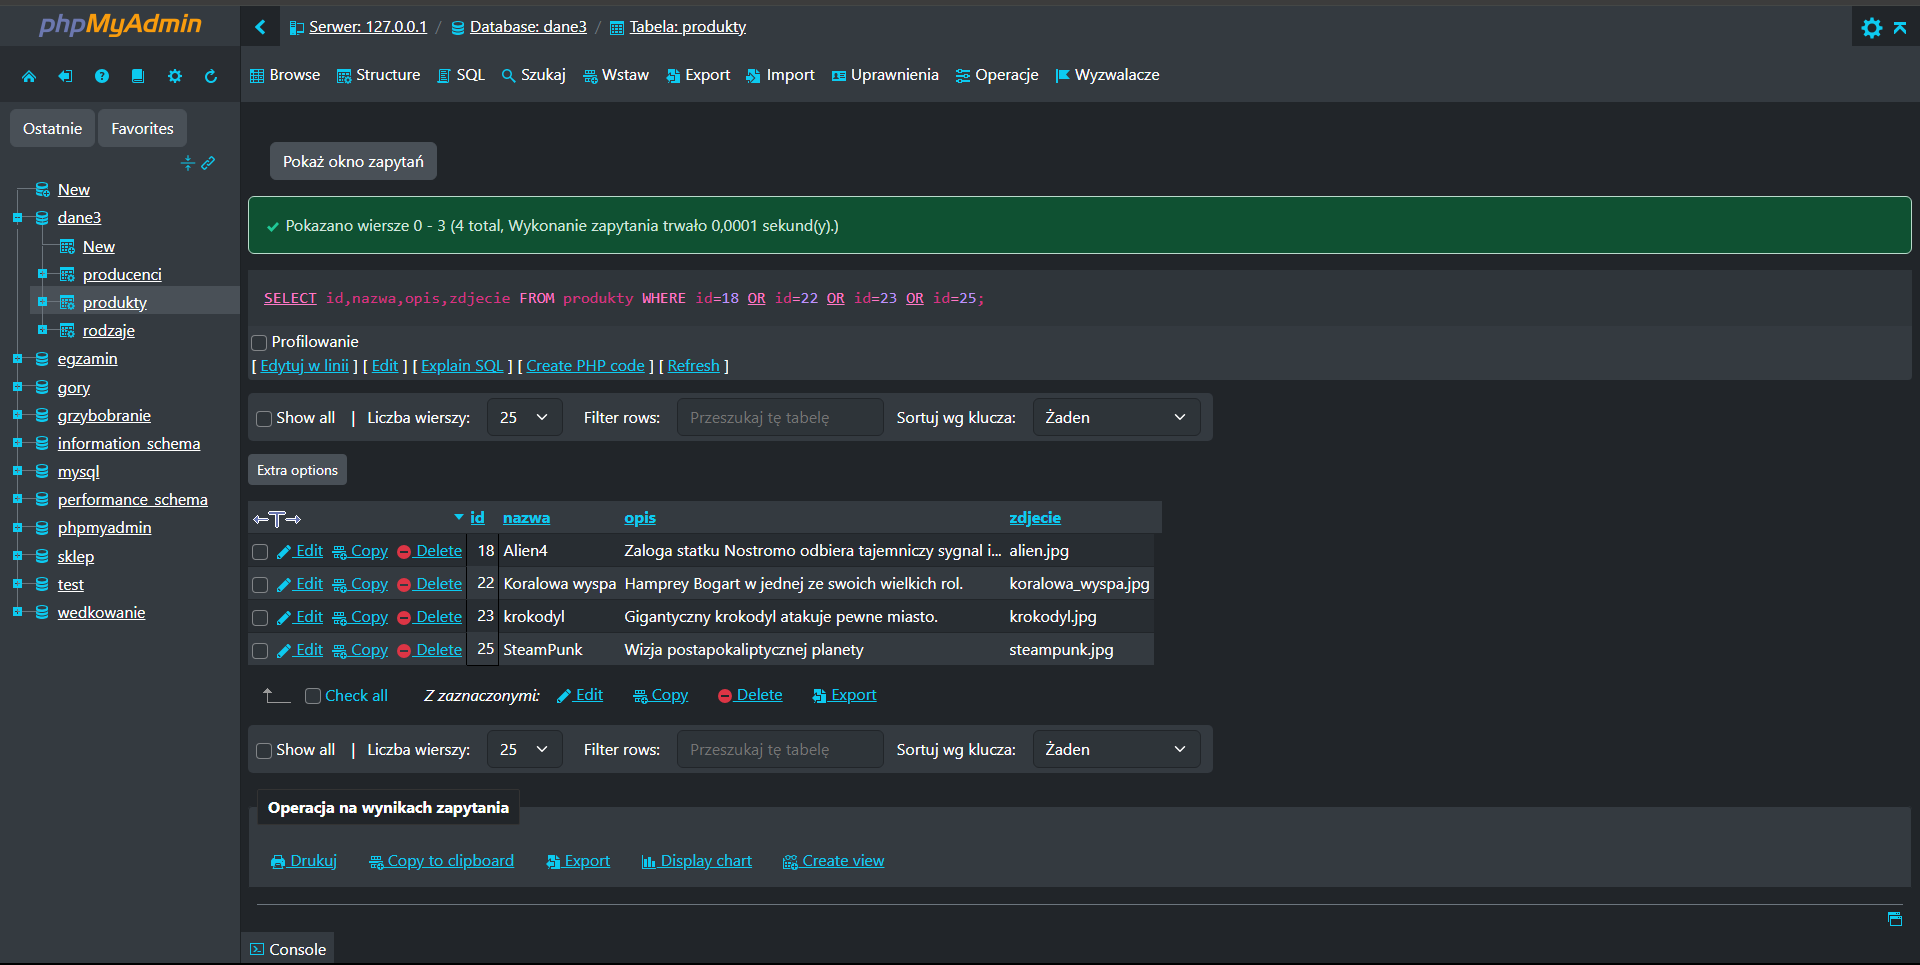 phpMyAdmin
Serwer: 127.0.0.1 / Database: dane3 / Tabela: produkty
Browse Structure SQL Szukaj Wstaw Export Import Uprawnienia Operacje Wyzwalacze
Ostatnie Favorites
New
dane3
New
producenci
produkty
rodzaje
egzamin
gory
grzybobranie
information_schema
mysql
performance_schema
phpmyadmin
sklep
test
wedkowanie
Pokaż okno zapytań
Pokazano wiersze 0 - 3 (4 total, Wykonanie zapytania trwało 0,0001 sekund(y).)
SELECT id,nazwa,opis,zdjecie FROM produkty WHERE id=18 OR id=22 OR id=23 OR id=25;
Profilowanie
[ Edytuj w linii ] [ Edit ] [ Explain SQL ] [ Create PHP code ] [ Refresh ]
Show all | Liczba wierszy: 25 Filter rows: Przeszukaj tę tabelę Sortuj wg klucza: Żaden
Extra options
id nazwa opis zdjecie
Edit Copy Delete 18 Alien4 Zaloga statku Nostromo odbiera tajemniczy sygnal i... alien.jpg
Edit Copy Delete 22 Koralowa wyspa Hamprey Bogart w jednej ze swoich wielkich rol. koralowa_wyspa.jpg
Edit Copy Delete 23 krokodyl Gigantyczny krokodyl atakuje pewne miasto. krokodyl.jpg
Edit Copy Delete 25 SteamPunk Wizja postapokaliptycznej planety steampunk.jpg
Check all Z zaznaczonymi: Edit Copy Delete Export
Show all | Liczba wierszy: 25 Filter rows: Przeszukaj tę tabelę Sortuj wg klucza: Żaden
Operacja na wynikach zapytania
Drukuj Copy to clipboard Export Display chart Create view
Console